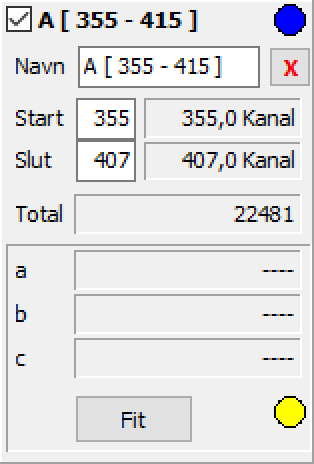 A [ 355 - 415 ]
Navn A [ 355 - 415 ] X
Start 355 355,0 Kanal
Slut 407 407,0 Kanal
Total 22481
a ----
b ----
c ----
Fit